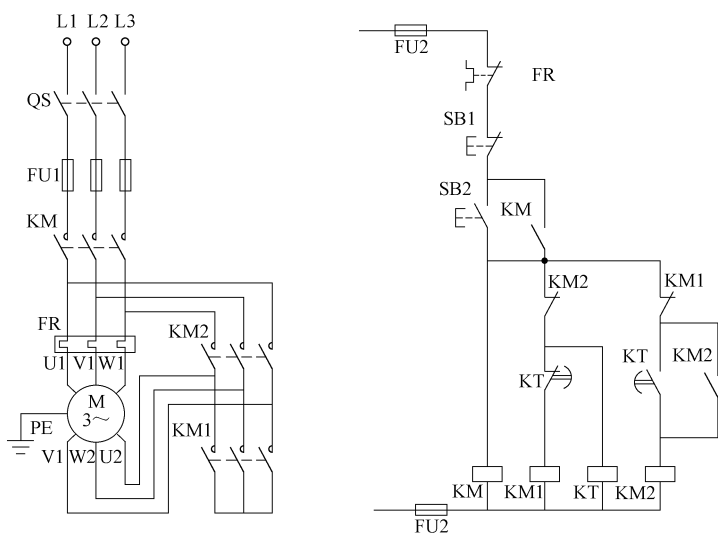 L1 L2 L3
QS
FU1
KM
FR
U1 V1 W1
M
3～
PE
V1 W2 U2
KM2
KM1
FU2
FR
SB1
SB2
KM
KM2
KM1
KT
KT
KM2
KM
KM1
KT
KM2
FU2